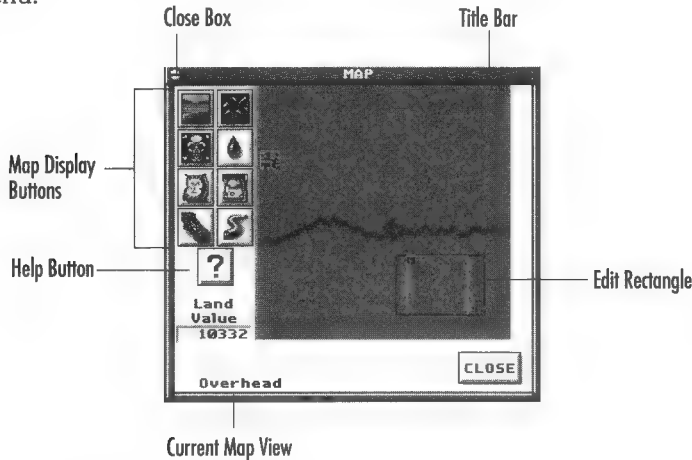 Close Box
Title Bar
MAP
Map Display
Buttons
Help Button
?
Land
Value
10332
Edit Rectangle
CLOSE
Overhead
Current Map View